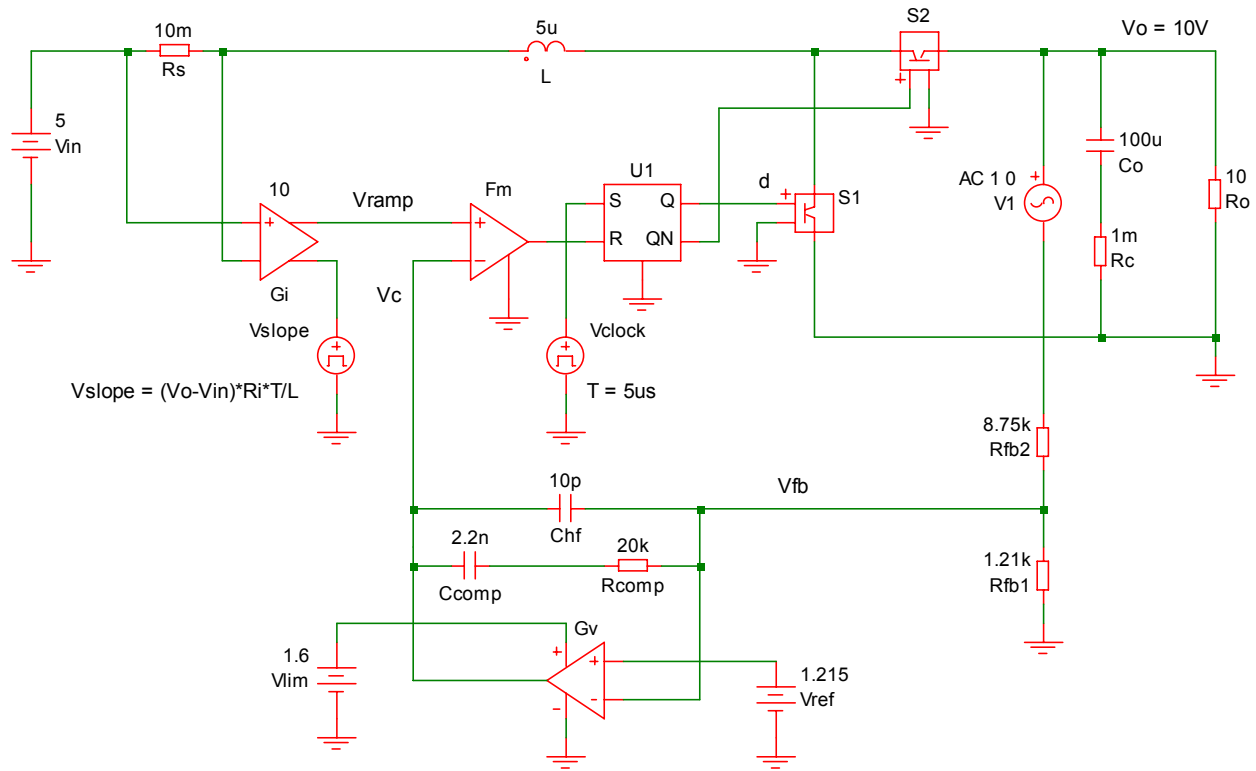 10m
Rs
5u
L
S2
Vo = 10V
5
Vin
+
100u
Co
U1
AC 1 0
V1
+
10
Ro
10
Gi
+
−
Vramp
Fm
+
−
S
Q
R
QN
d
+
S1
1m
Rc
Vc
Vslope
+
Vclock
+
Vslope = (Vo-Vin)*Ri*T/L
T = 5us
8.75k
Rfb2
10p
Chf
Vfb
2.2n
Ccomp
20k
Rcomp
1.21k
Rfb1
Gv
+
−
+
-
1.6
Vlim
1.215
Vref